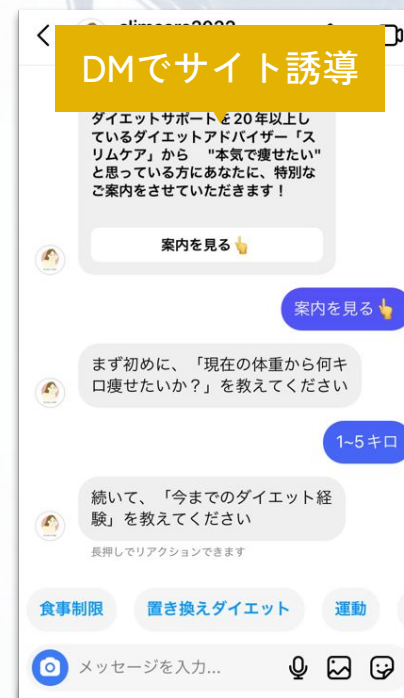 DMでサイト誘導
ダイエットサポートを20年以上し
ているダイエットアドバイザー「ス
リムケア」から　"本気で痩せたい"
と思っている方にあなたに、特別な
ご案内をさせていただきます！
案内を見る👆
案内を見る👆
まず初めに、「現在の体重から何キ
ロ痩せたいか？」を教えてください
1~5キロ
続いて、「今までのダイエット経
験」を教えてください
長押しでリアクションできます
食事制限　置き換えダイエット　運動
メッセージを入力...